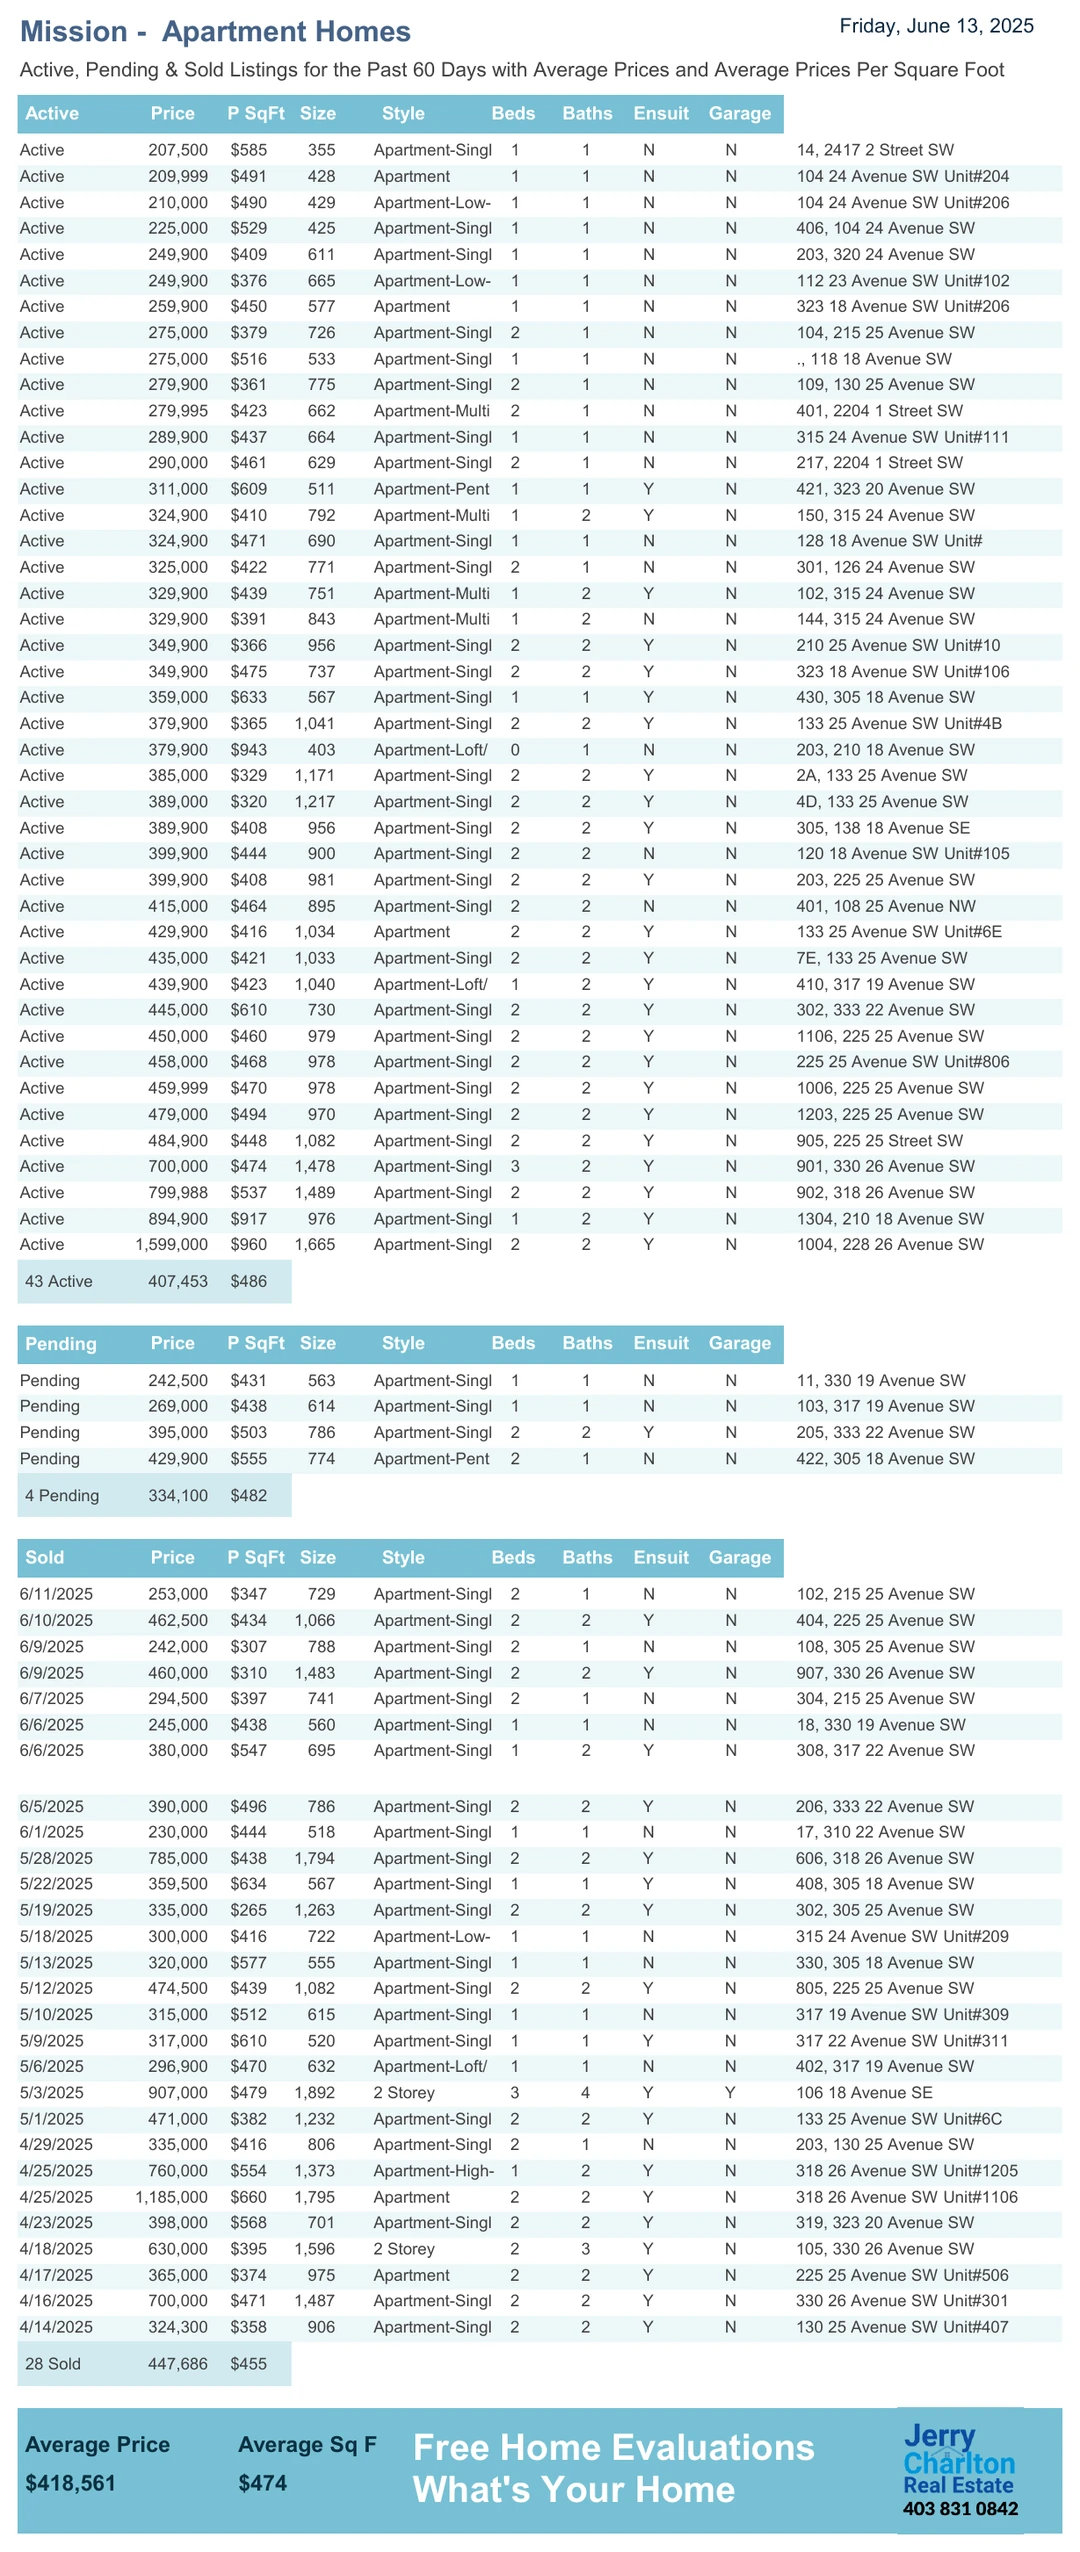 Mission -  Apartment Homes
Friday, June 13, 2025
Active, Pending & Sold Listings for the Past 60 Days with Average Prices and Average Prices Per Square Foot
Active Price P SqFt Size Style Beds Baths Ensuit Garage
Active 207,500 $585 355 Apartment-Singl 1 1 N N 14, 2417 2 Street SW
Active 209,999 $491 428 Apartment 1 1 N N 104 24 Avenue SW Unit#204
Active 210,000 $490 429 Apartment-Low- 1 1 N N 104 24 Avenue SW Unit#206
Active 225,000 $529 425 Apartment-Singl 1 1 N N 406, 104 24 Avenue SW
Active 249,900 $409 611 Apartment-Singl 1 1 N N 203, 320 24 Avenue SW
Active 249,900 $376 665 Apartment-Low- 1 1 N N 112 23 Avenue SW Unit#102
Active 259,900 $450 577 Apartment 1 1 N N 323 18 Avenue SW Unit#206
Active 275,000 $379 726 Apartment-Singl 2 1 N N 104, 215 25 Avenue SW
Active 275,000 $516 533 Apartment-Singl 1 1 N N ., 118 18 Avenue SW
Active 279,900 $361 775 Apartment-Singl 2 1 N N 109, 130 25 Avenue SW
Active 279,995 $423 662 Apartment-Multi 2 1 N N 401, 2204 1 Street SW
Active 289,900 $437 664 Apartment-Singl 1 1 N N 315 24 Avenue SW Unit#111
Active 290,000 $461 629 Apartment-Singl 2 1 N N 217, 2204 1 Street SW
Active 311,000 $609 511 Apartment-Pent 1 1 Y N 421, 323 20 Avenue SW
Active 324,900 $410 792 Apartment-Multi 1 2 Y N 150, 315 24 Avenue SW
Active 324,900 $471 690 Apartment-Singl 1 1 N N 128 18 Avenue SW Unit#
Active 325,000 $422 771 Apartment-Singl 2 1 N N 301, 126 24 Avenue SW
Active 329,900 $439 751 Apartment-Multi 1 2 Y N 102, 315 24 Avenue SW
Active 329,900 $391 843 Apartment-Multi 1 2 N N 144, 315 24 Avenue SW
Active 349,900 $366 956 Apartment-Singl 2 2 Y N 210 25 Avenue SW Unit#10
Active 349,900 $475 737 Apartment-Singl 2 2 Y N 323 18 Avenue SW Unit#106
Active 359,000 $633 567 Apartment-Singl 1 1 Y N 430, 305 18 Avenue SW
Active 379,900 $365 1,041 Apartment-Singl 2 2 Y N 133 25 Avenue SW Unit#4B
Active 379,900 $943 403 Apartment-Loft/ 0 1 N N 203, 210 18 Avenue SW
Active 385,000 $329 1,171 Apartment-Singl 2 2 Y N 2A, 133 25 Avenue SW
Active 389,000 $320 1,217 Apartment-Singl 2 2 Y N 4D, 133 25 Avenue SW
Active 389,900 $408 956 Apartment-Singl 2 2 Y N 305, 138 18 Avenue SE
Active 399,900 $444 900 Apartment-Singl 2 2 N N 120 18 Avenue SW Unit#105
Active 399,900 $408 981 Apartment-Singl 2 2 Y N 203, 225 25 Avenue SW
Active 415,000 $464 895 Apartment-Singl 2 2 N N 401, 108 25 Avenue NW
Active 429,900 $416 1,034 Apartment 2 2 Y N 133 25 Avenue SW Unit#6E
Active 435,000 $421 1,033 Apartment-Singl 2 2 Y N 7E, 133 25 Avenue SW
Active 439,900 $423 1,040 Apartment-Loft/ 1 2 Y N 410, 317 19 Avenue SW
Active 445,000 $610 730 Apartment-Singl 2 2 Y N 302, 333 22 Avenue SW
Active 450,000 $460 979 Apartment-Singl 2 2 Y N 1106, 225 25 Avenue SW
Active 458,000 $468 978 Apartment-Singl 2 2 Y N 225 25 Avenue SW Unit#806
Active 459,999 $470 978 Apartment-Singl 2 2 Y N 1006, 225 25 Avenue SW
Active 479,000 $494 970 Apartment-Singl 2 2 Y N 1203, 225 25 Avenue SW
Active 484,900 $448 1,082 Apartment-Singl 2 2 Y N 905, 225 25 Street SW
Active 700,000 $474 1,478 Apartment-Singl 3 2 Y N 901, 330 26 Avenue SW
Active 799,988 $537 1,489 Apartment-Singl 2 2 Y N 902, 318 26 Avenue SW
Active 894,900 $917 976 Apartment-Singl 1 2 Y N 1304, 210 18 Avenue SW
Active 1,599,000 $960 1,665 Apartment-Singl 2 2 Y N 1004, 228 26 Avenue SW
43 Active 407,453 $486
Pending Price P SqFt Size Style Beds Baths Ensuit Garage
Pending 242,500 $431 563 Apartment-Singl 1 1 N N 11, 330 19 Avenue SW
Pending 269,000 $438 614 Apartment-Singl 1 1 N N 103, 317 19 Avenue SW
Pending 395,000 $503 786 Apartment-Singl 2 2 Y N 205, 333 22 Avenue SW
Pending 429,900 $555 774 Apartment-Pent 2 1 N N 422, 305 18 Avenue SW
4 Pending 334,100 $482
Sold Price P SqFt Size Style Beds Baths Ensuit Garage
6/11/2025 253,000 $347 729 Apartment-Singl 2 1 N N 102, 215 25 Avenue SW
6/10/2025 462,500 $434 1,066 Apartment-Singl 2 2 Y N 404, 225 25 Avenue SW
6/9/2025 242,000 $307 788 Apartment-Singl 2 1 N N 108, 305 25 Avenue SW
6/9/2025 460,000 $310 1,483 Apartment-Singl 2 2 Y N 907, 330 26 Avenue SW
6/7/2025 294,500 $397 741 Apartment-Singl 2 1 N N 304, 215 25 Avenue SW
6/6/2025 245,000 $438 560 Apartment-Singl 1 1 N N 18, 330 19 Avenue SW
6/6/2025 380,000 $547 695 Apartment-Singl 1 2 Y N 308, 317 22 Avenue SW
6/5/2025 390,000 $496 786 Apartment-Singl 2 2 Y N 206, 333 22 Avenue SW
6/1/2025 230,000 $444 518 Apartment-Singl 1 1 N N 17, 310 22 Avenue SW
5/28/2025 785,000 $438 1,794 Apartment-Singl 2 2 Y N 606, 318 26 Avenue SW
5/22/2025 359,500 $634 567 Apartment-Singl 1 1 Y N 408, 305 18 Avenue SW
5/19/2025 335,000 $265 1,263 Apartment-Singl 2 2 Y N 302, 305 25 Avenue SW
5/18/2025 300,000 $416 722 Apartment-Low- 1 1 N N 315 24 Avenue SW Unit#209
5/13/2025 320,000 $577 555 Apartment-Singl 1 1 N N 330, 305 18 Avenue SW
5/12/2025 474,500 $439 1,082 Apartment-Singl 2 2 Y N 805, 225 25 Avenue SW
5/10/2025 315,000 $512 615 Apartment-Singl 1 1 N N 317 19 Avenue SW Unit#309
5/9/2025 317,000 $610 520 Apartment-Singl 1 1 Y N 317 22 Avenue SW Unit#311
5/6/2025 296,900 $470 632 Apartment-Loft/ 1 1 N N 402, 317 19 Avenue SW
5/3/2025 907,000 $479 1,892 2 Storey 3 4 Y Y 106 18 Avenue SE
5/1/2025 471,000 $382 1,232 Apartment-Singl 2 2 Y N 133 25 Avenue SW Unit#6C
4/29/2025 335,000 $416 806 Apartment-Singl 2 1 N N 203, 130 25 Avenue SW
4/25/2025 760,000 $554 1,373 Apartment-High- 1 2 Y N 318 26 Avenue SW Unit#1205
4/25/2025 1,185,000 $660 1,795 Apartment 2 2 Y N 318 26 Avenue SW Unit#1106
4/23/2025 398,000 $568 701 Apartment-Singl 2 2 Y N 319, 323 20 Avenue SW
4/18/2025 630,000 $395 1,596 2 Storey 2 3 Y N 105, 330 26 Avenue SW
4/17/2025 365,000 $374 975 Apartment 2 2 Y N 225 25 Avenue SW Unit#506
4/16/2025 700,000 $471 1,487 Apartment-Singl 2 2 Y N 330 26 Avenue SW Unit#301
4/14/2025 324,300 $358 906 Apartment-Singl 2 2 Y N 130 25 Avenue SW Unit#407
28 Sold 447,686 $455
Average Price Average Sq F
$418,561 $474
Free Home Evaluations
What's Your Home
Jerry
Charlton
Real Estate
403 831 0842